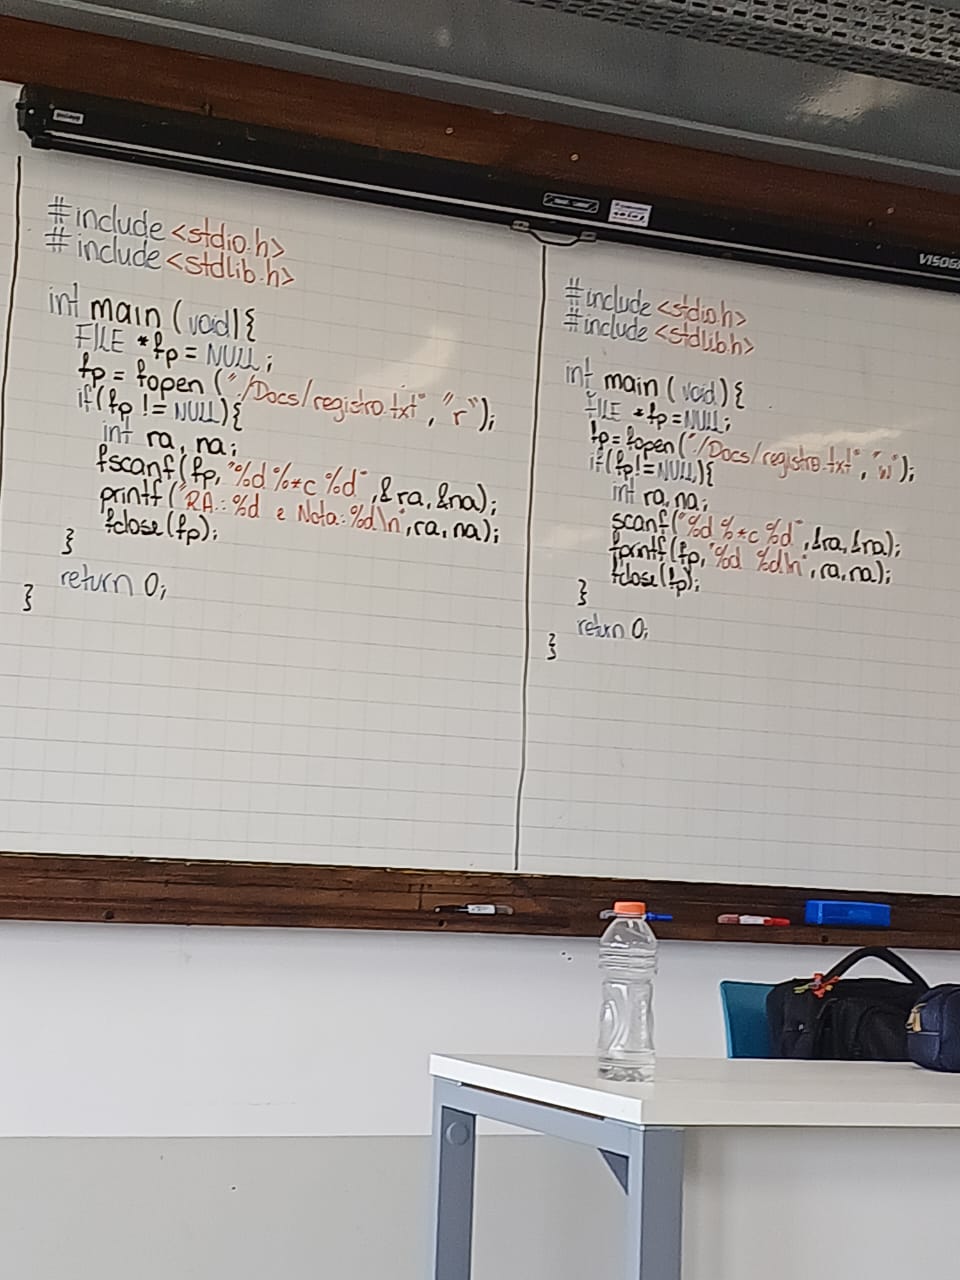 #include <stdio.h>
#include <stdlib.h>
int main (void) {
FILE *fp = NULL;
fp = fopen ("/Docs/registro.txt", "r");
if(fp != NULL){
int ra, na;
fscanf(fp, "%d %*c %d", &ra, &na);
printf("RA: %d e Nota: %d\n", ra, na);
fclose(fp);
}
return 0;
}
#include <stdio.h>
#include <stdlib.h>
int main (void) {
FILE *fp = NULL;
fp = fopen("/Docs/registro.txt", "w");
if(fp != NULL){
int ra, na;
scanf("%d %*c %d", &ra, &na);
fprintf(fp, "%d %d\n", ra, na);
fclose(fp);
}
return 0;
}